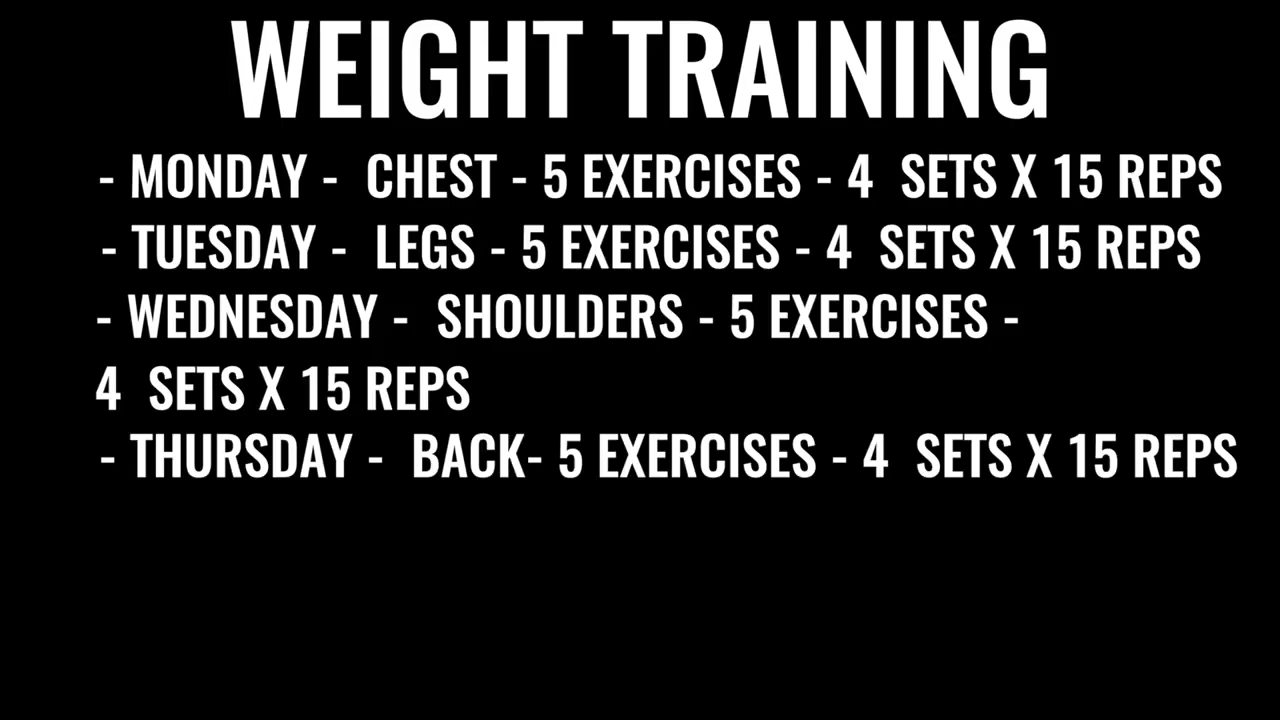 WEIGHT TRAINING
- MONDAY - CHEST - 5 EXERCISES - 4 SETS X 15 REPS
- TUESDAY - LEGS - 5 EXERCISES - 4 SETS X 15 REPS
- WEDNESDAY - SHOULDERS - 5 EXERCISES -
4 SETS X 15 REPS
- THURSDAY - BACK- 5 EXERCISES - 4 SETS X 15 REPS